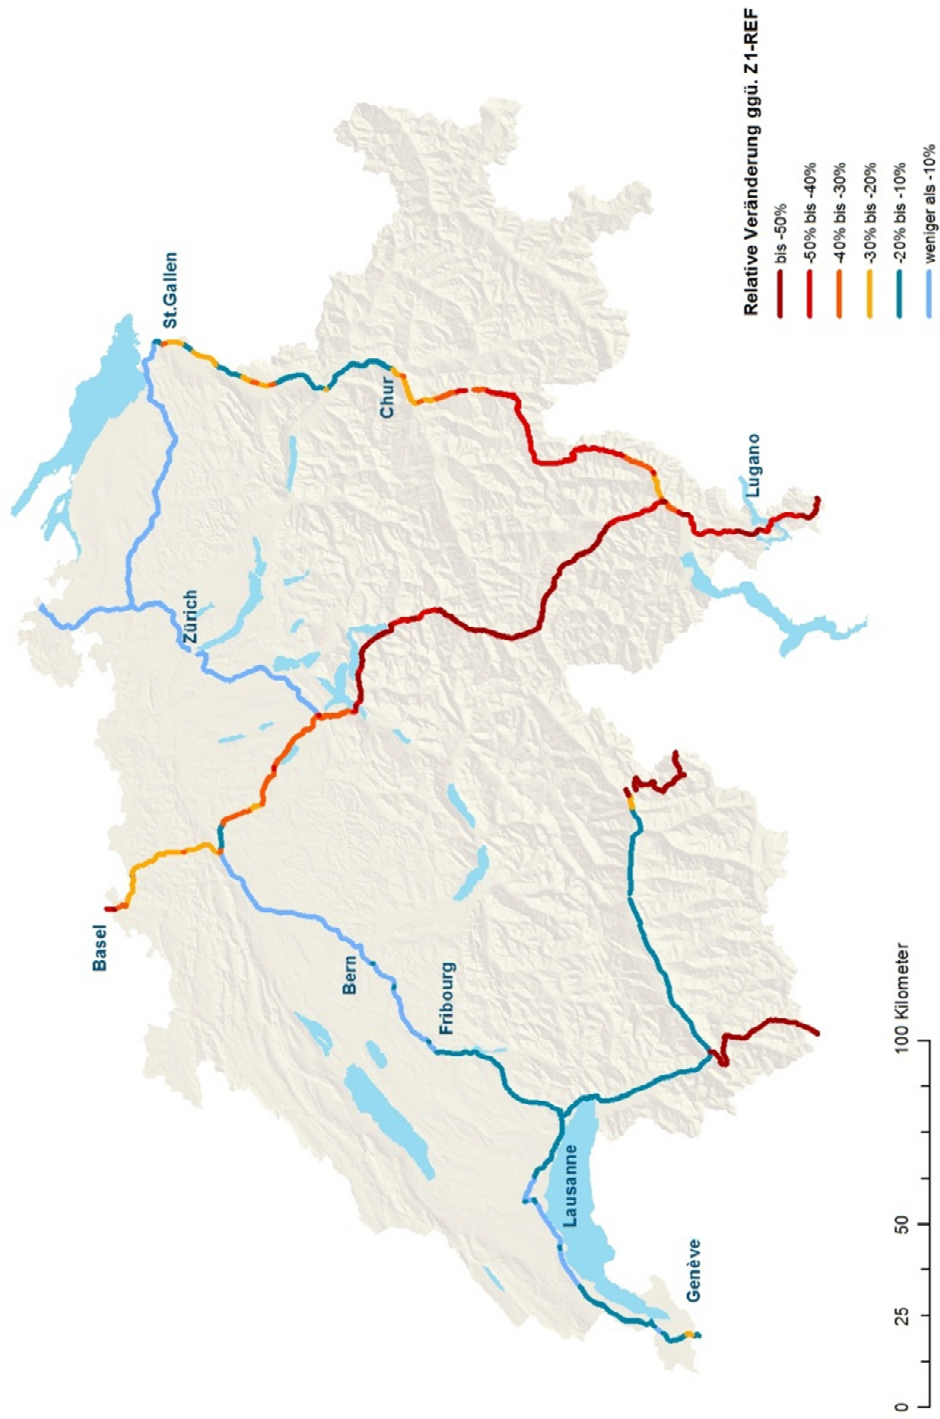 St.Gallen
Zürich
Basel
Chur
Bern
Fribourg
Lugano
Lausanne
Genève
Relative Veränderung ggü. Z1-REF
bis -50%
-50% bis -40%
-40% bis -30%
-30% bis -20%
-20% bis -10%
weniger als -10%
0 25 50 100 Kilometer